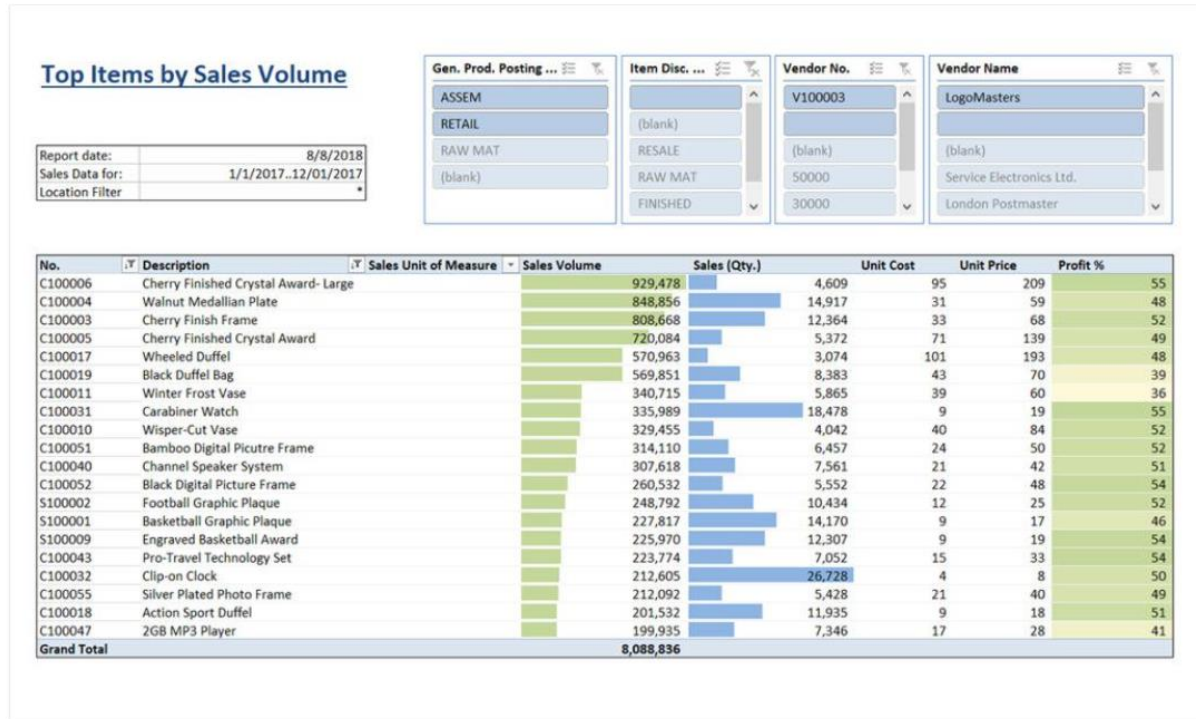 Top Items by Sales Volume
Gen. Prod. Posting ...
ASSEM
RETAIL
RAW MAT
(blank)
Item Disc. ...
(blank)
RESALE
RAW MAT
FINISHED
Vendor No.
V100003
(blank)
50000
30000
Vendor Name
LogoMasters
(blank)
Service Electronics Ltd.
London Postmaster
Report date: 8/8/2018
Sales Data for: 1/1/2017..12/01/2017
Location Filter *
No. Description Sales Unit of Measure Sales Volume Sales (Qty.) Unit Cost Unit Price Profit %
C100006 Cherry Finished Crystal Award- Large 929,478 4,609 95 209 55
C100004 Walnut Medallian Plate 848,856 14,917 31 59 48
C100003 Cherry Finish Frame 808,668 12,364 33 68 52
C100005 Cherry Finished Crystal Award 720,084 5,372 71 139 49
C100017 Wheeled Duffel 570,963 3,074 101 193 48
C100019 Black Duffel Bag 569,851 8,383 43 70 39
C100011 Winter Frost Vase 340,715 5,865 39 60 36
C100031 Carabiner Watch 335,989 18,478 9 19 55
C100010 Wisper-Cut Vase 329,455 4,042 40 84 52
C100051 Bamboo Digital Picutre Frame 314,110 6,457 24 50 52
C100040 Channel Speaker System 307,618 7,561 21 42 51
C100052 Black Digital Picture Frame 260,532 5,552 22 48 54
S100002 Football Graphic Plaque 248,792 10,434 12 25 52
S100001 Basketball Graphic Plaque 227,817 14,170 9 17 46
S100009 Engraved Basketball Award 225,970 12,307 9 19 54
C100043 Pro-Travel Technology Set 223,774 7,052 15 33 54
C100032 Clip-on Clock 212,605 26,728 4 8 50
C100055 Silver Plated Photo Frame 212,092 5,428 21 40 49
C100018 Action Sport Duffel 201,532 11,935 9 18 51
C100047 2GB MP3 Player 199,935 7,346 17 28 41
Grand Total 8,088,836